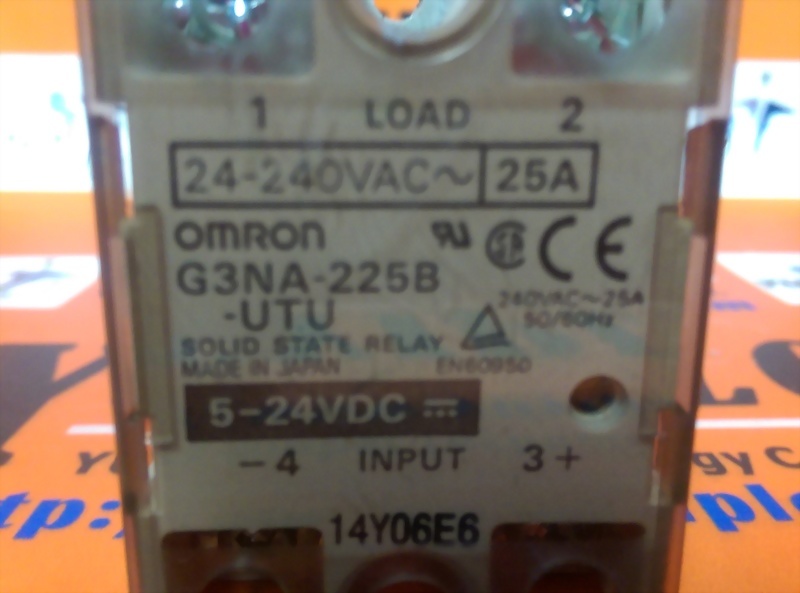 1 LOAD 2
24-240VAC~ 25A
OMRON
G3NA-225B
-UTU
240VAC~25A
50/60Hz
SOLID STATE RELAY
MADE IN JAPAN EN60950
5-24VDC
-4 INPUT 3+
14Y06E6